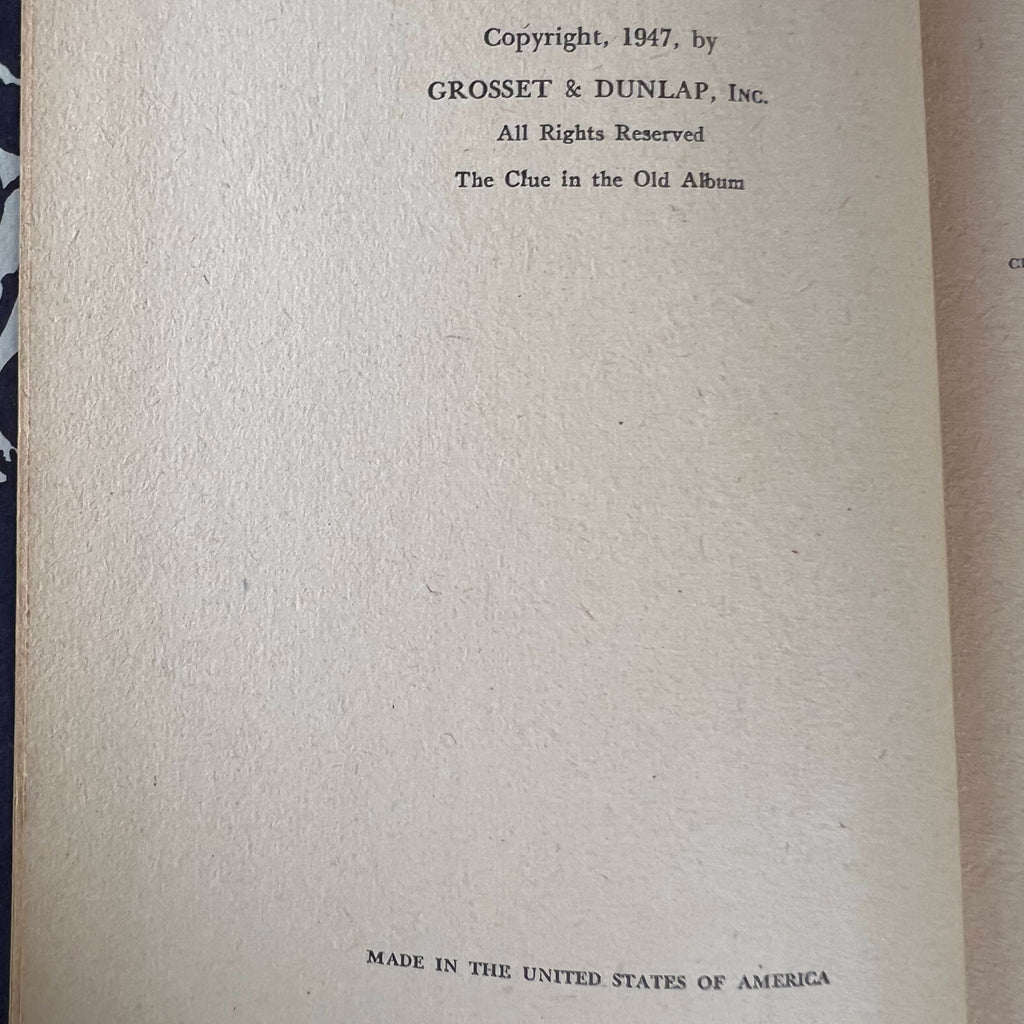 Copyright, 1947, by
GROSSET & DUNLAP, INC.
All Rights Reserved
The Clue in the Old Album
MADE IN THE UNITED STATES OF AMERICA